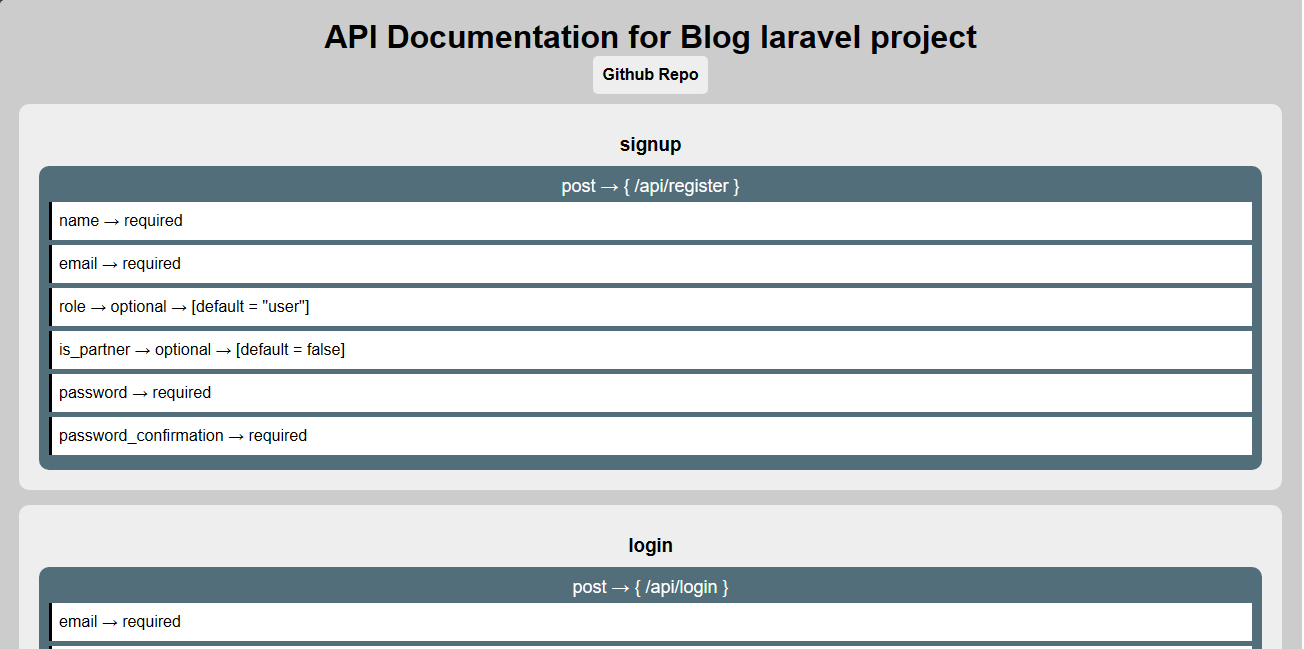 API Documentation for Blog laravel project
Github Repo
signup
post → { /api/register }
name → required
email → required
role → optional → [default = "user"]
is_partner → optional → [default = false]
password → required
password_confirmation → required
login
post → { /api/login }
email → required